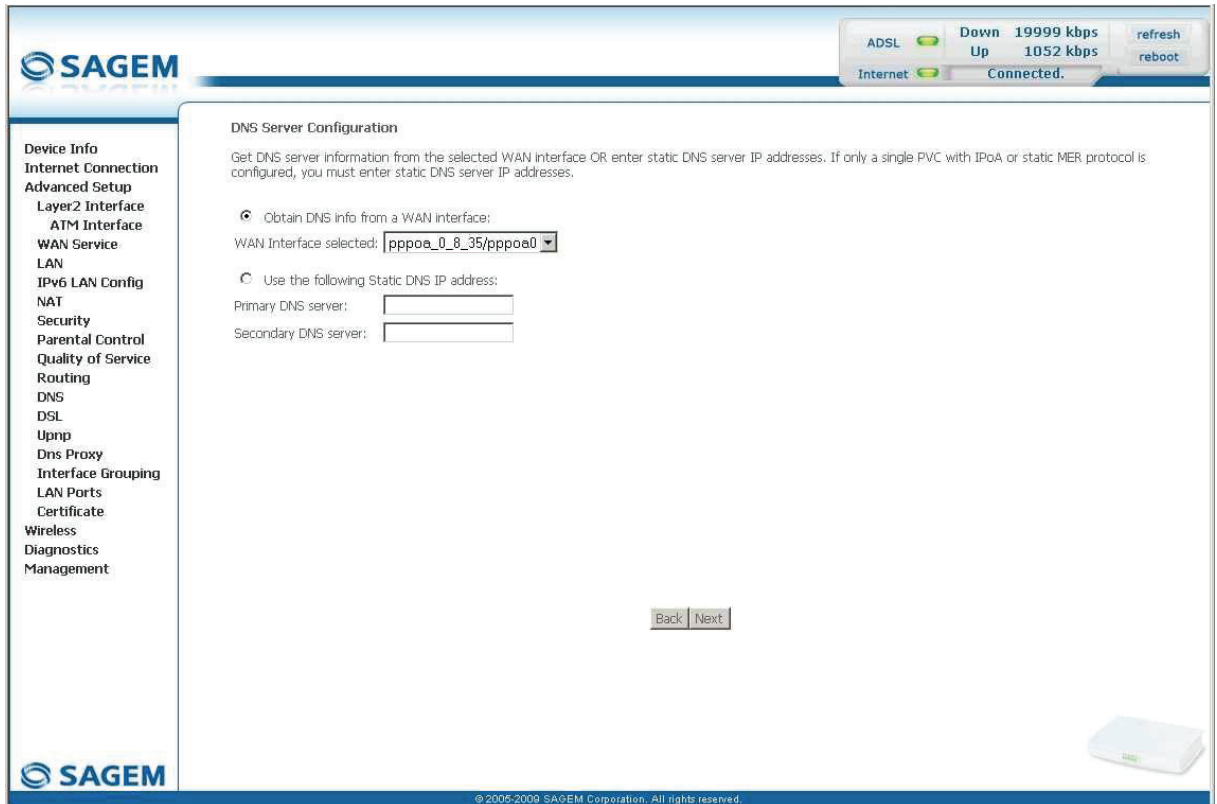 SAGEM
ADSL Down 19999 kbps
Up 1052 kbps
Internet Connected.
refresh
reboot
Device Info
Internet Connection
Advanced Setup
Layer2 Interface
ATM Interface
WAN Service
LAN
IPv6 LAN Config
NAT
Security
Parental Control
Quality of Service
Routing
DNS
DSL
Upnp
Dns Proxy
Interface Grouping
LAN Ports
Certificate
Wireless
Diagnostics
Management
DNS Server Configuration
Get DNS server information from the selected WAN interface OR enter static DNS server IP addresses. If only a single PVC with IPoA or static MER protocol is
configured, you must enter static DNS server IP addresses.
Obtain DNS info from a WAN interface:
WAN Interface selected: pppoa_0_8_35/pppoa0
Use the following Static DNS IP address:
Primary DNS server:
Secondary DNS server:
Back Next
SAGEM
© 2005-2009 SAGEM Corporation. All rights reserved.